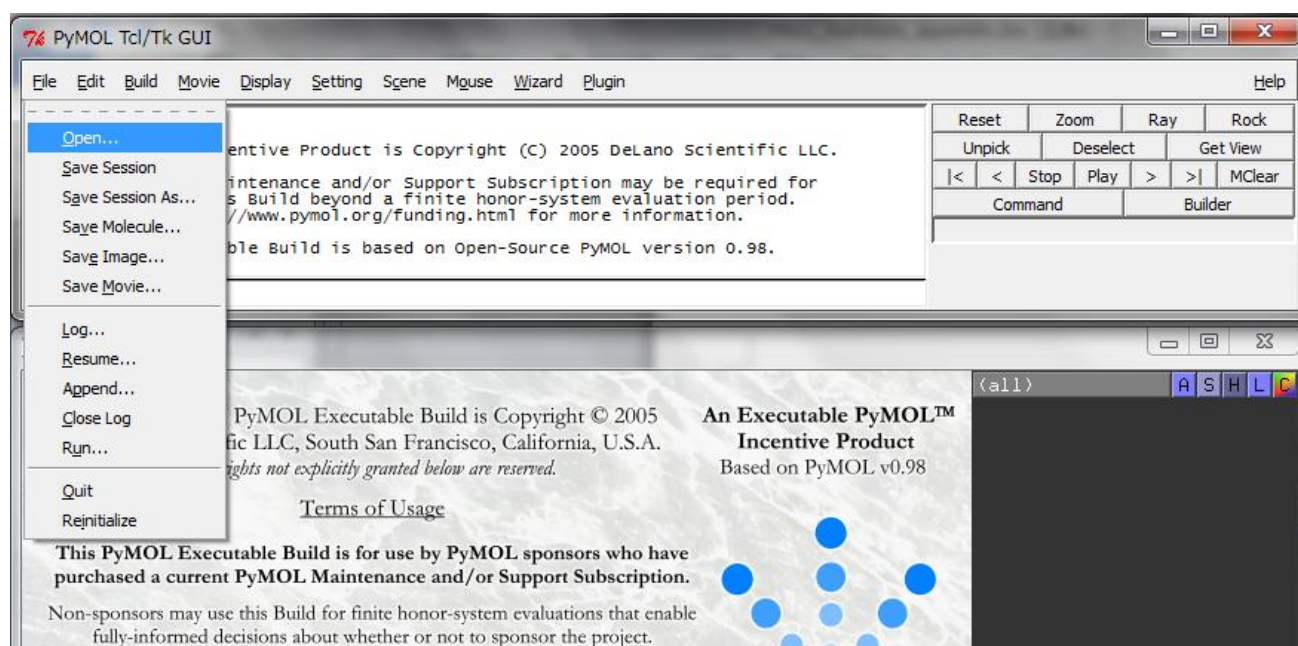 PyMOL Tcl/Tk GUI
File Edit Build Movie Display Setting Scene Mouse Wizard Plugin Help
Open...
Save Session
Save Session As...
Save Molecule...
Save Image...
Save Movie...
Log...
Resume...
Append...
Close Log
Run...
Quit
Reinitialize
entive Product is Copyright (C) 2005 DeLano Scientific LLC.
intenance and/or Support Subscription may be required for
s Build beyond a finite honor-system evaluation period.
//www.pymol.org/funding.html for more information.
ble Build is based on Open-Source PyMOL version 0.98.
Reset Zoom Ray Rock
Unpick Deselect Get View
|< < Stop Play > >| MClear
Command Builder
PyMOL Executable Build is Copyright © 2005
fic LLC, South San Francisco, California, U.S.A.
ights not explicitly granted below are reserved.
Terms of Usage
This PyMOL Executable Build is for use by PyMOL sponsors who have
purchased a current PyMOL Maintenance and/or Support Subscription.
Non-sponsors may use this Build for finite honor-system evaluations that enable
fully-informed decisions about whether or not to sponsor the project.
An Executable PyMOL™
Incentive Product
Based on PyMOL v0.98
(all) A S H L C